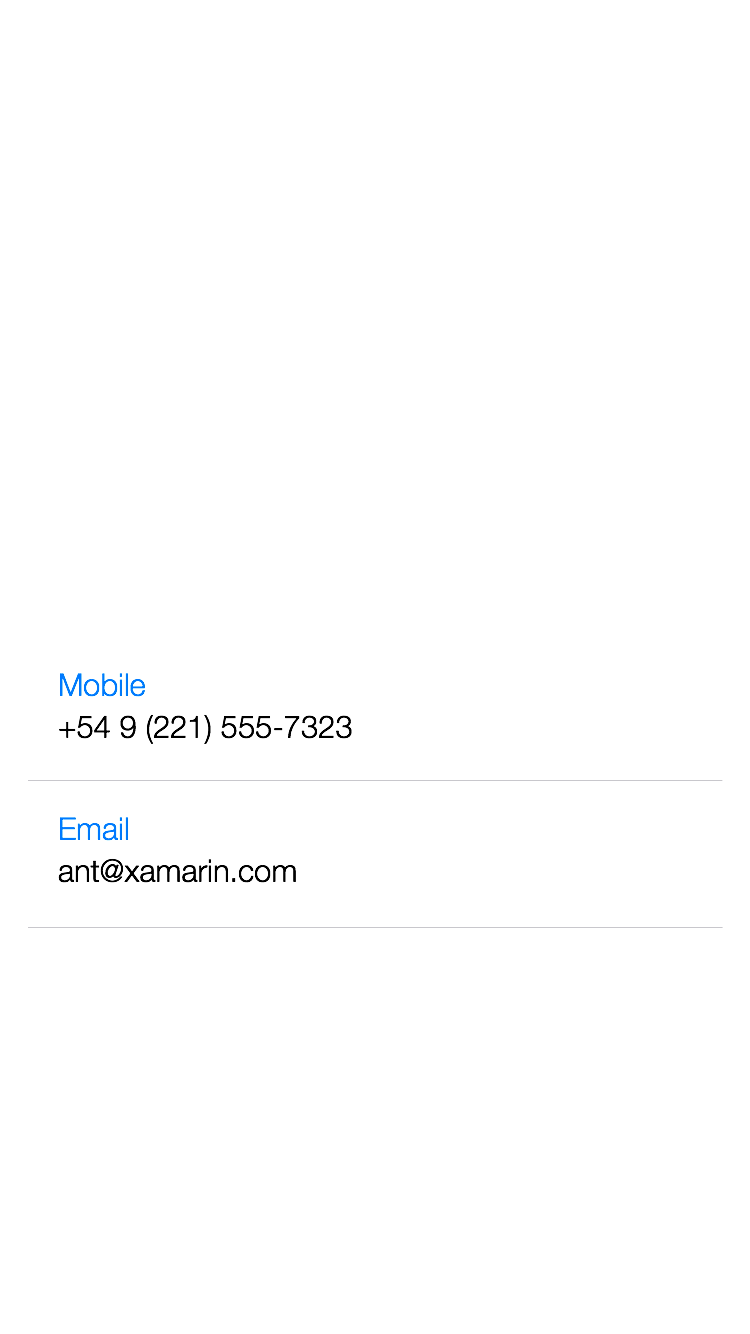 Mobile
+54 9 (221) 555-7323
Email
ant@xamarin.com